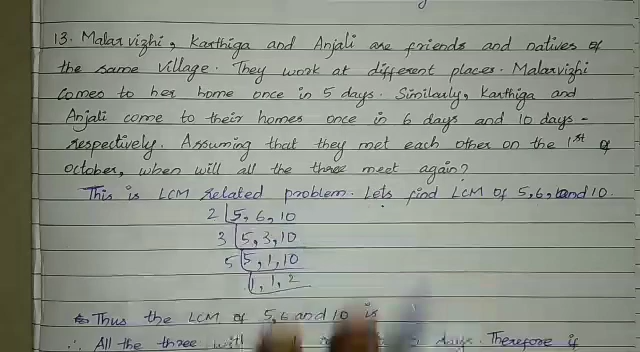 13. Malarvizhi, Karthiga and Anjali are friends and natives of
the same village. They work at different places. Malarvizhi
comes to her home once in 5 days. Similarly, Karthiga and
Anjali come to their homes once in 6 days and 10 days -
respectively. Assuming that they met each other on the 1st of
october, when will all the three meet again?
This is LCM related problem. Lets find LCM of 5,6, and 10.
2 5, 6, 10
3 5, 3, 10
5 5, 1, 10
1, 1, 2
Thus the LCM of 5,6 and 10 is
∴ All the three will days. Therefore if